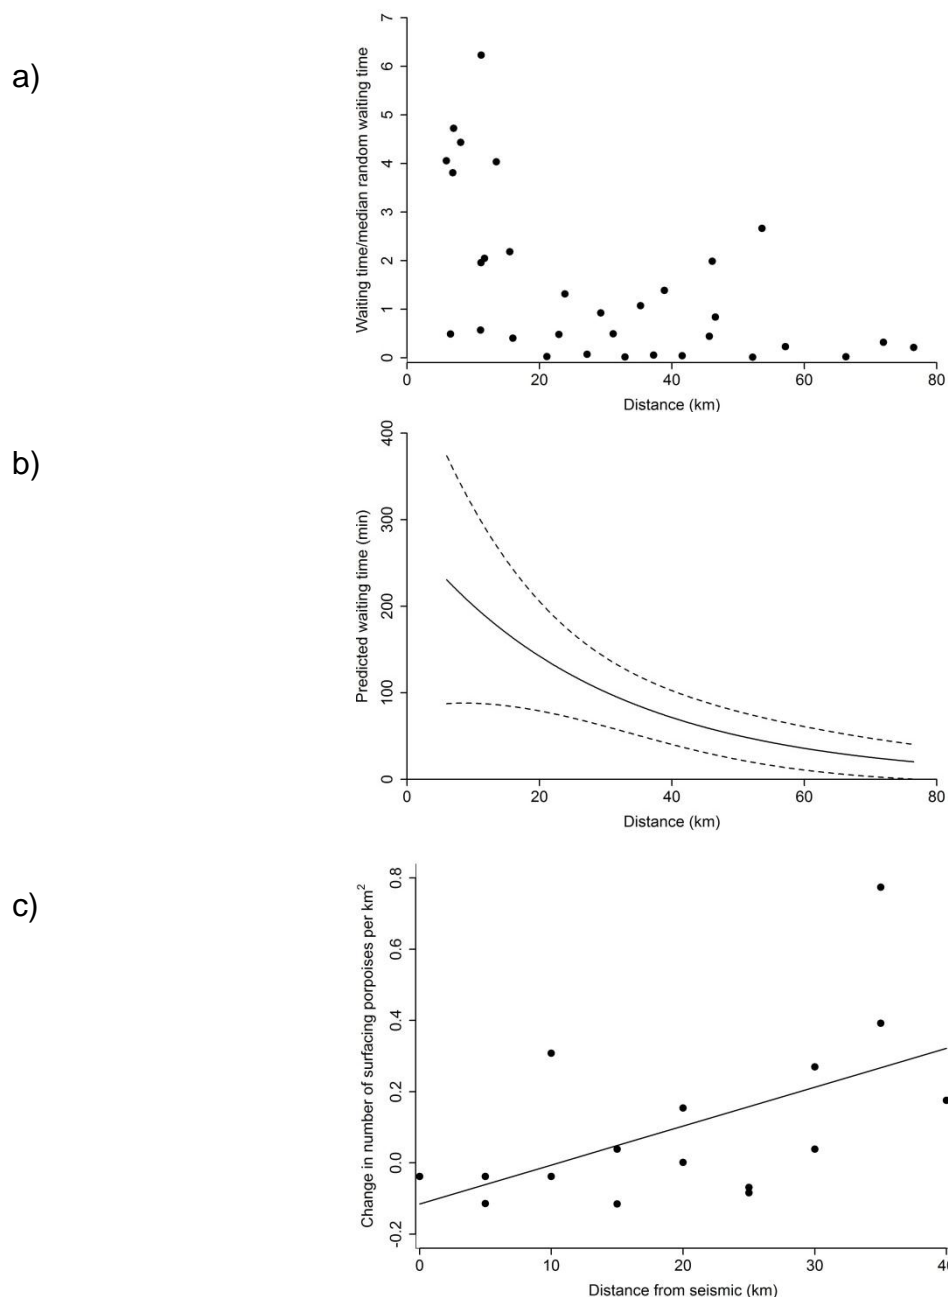 a)
Waiting time/median random waiting time
7
6
5
4
3
2
1
0
0 20 40 60 80
Distance (km)
b)
Predicted waiting time (min)
400
300
200
100
0
0 20 40 60 80
Distance (km)
c)
Change in number of surfacing porpoises per km²
0.8
0.6
0.4
0.2
0.0
-0.2
0 10 20 30 40
Distance from seismic (km)